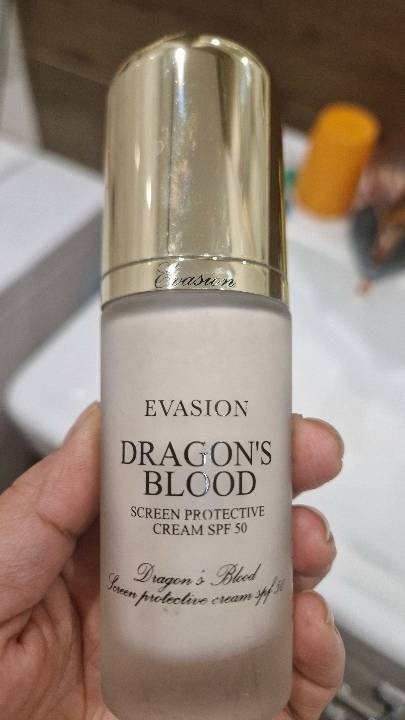 Evasion
EVASION
DRAGON'S
BLOOD
SCREEN PROTECTIVE
CREAM SPF 50
Dragon's Blood
Screen protective cream spf 50